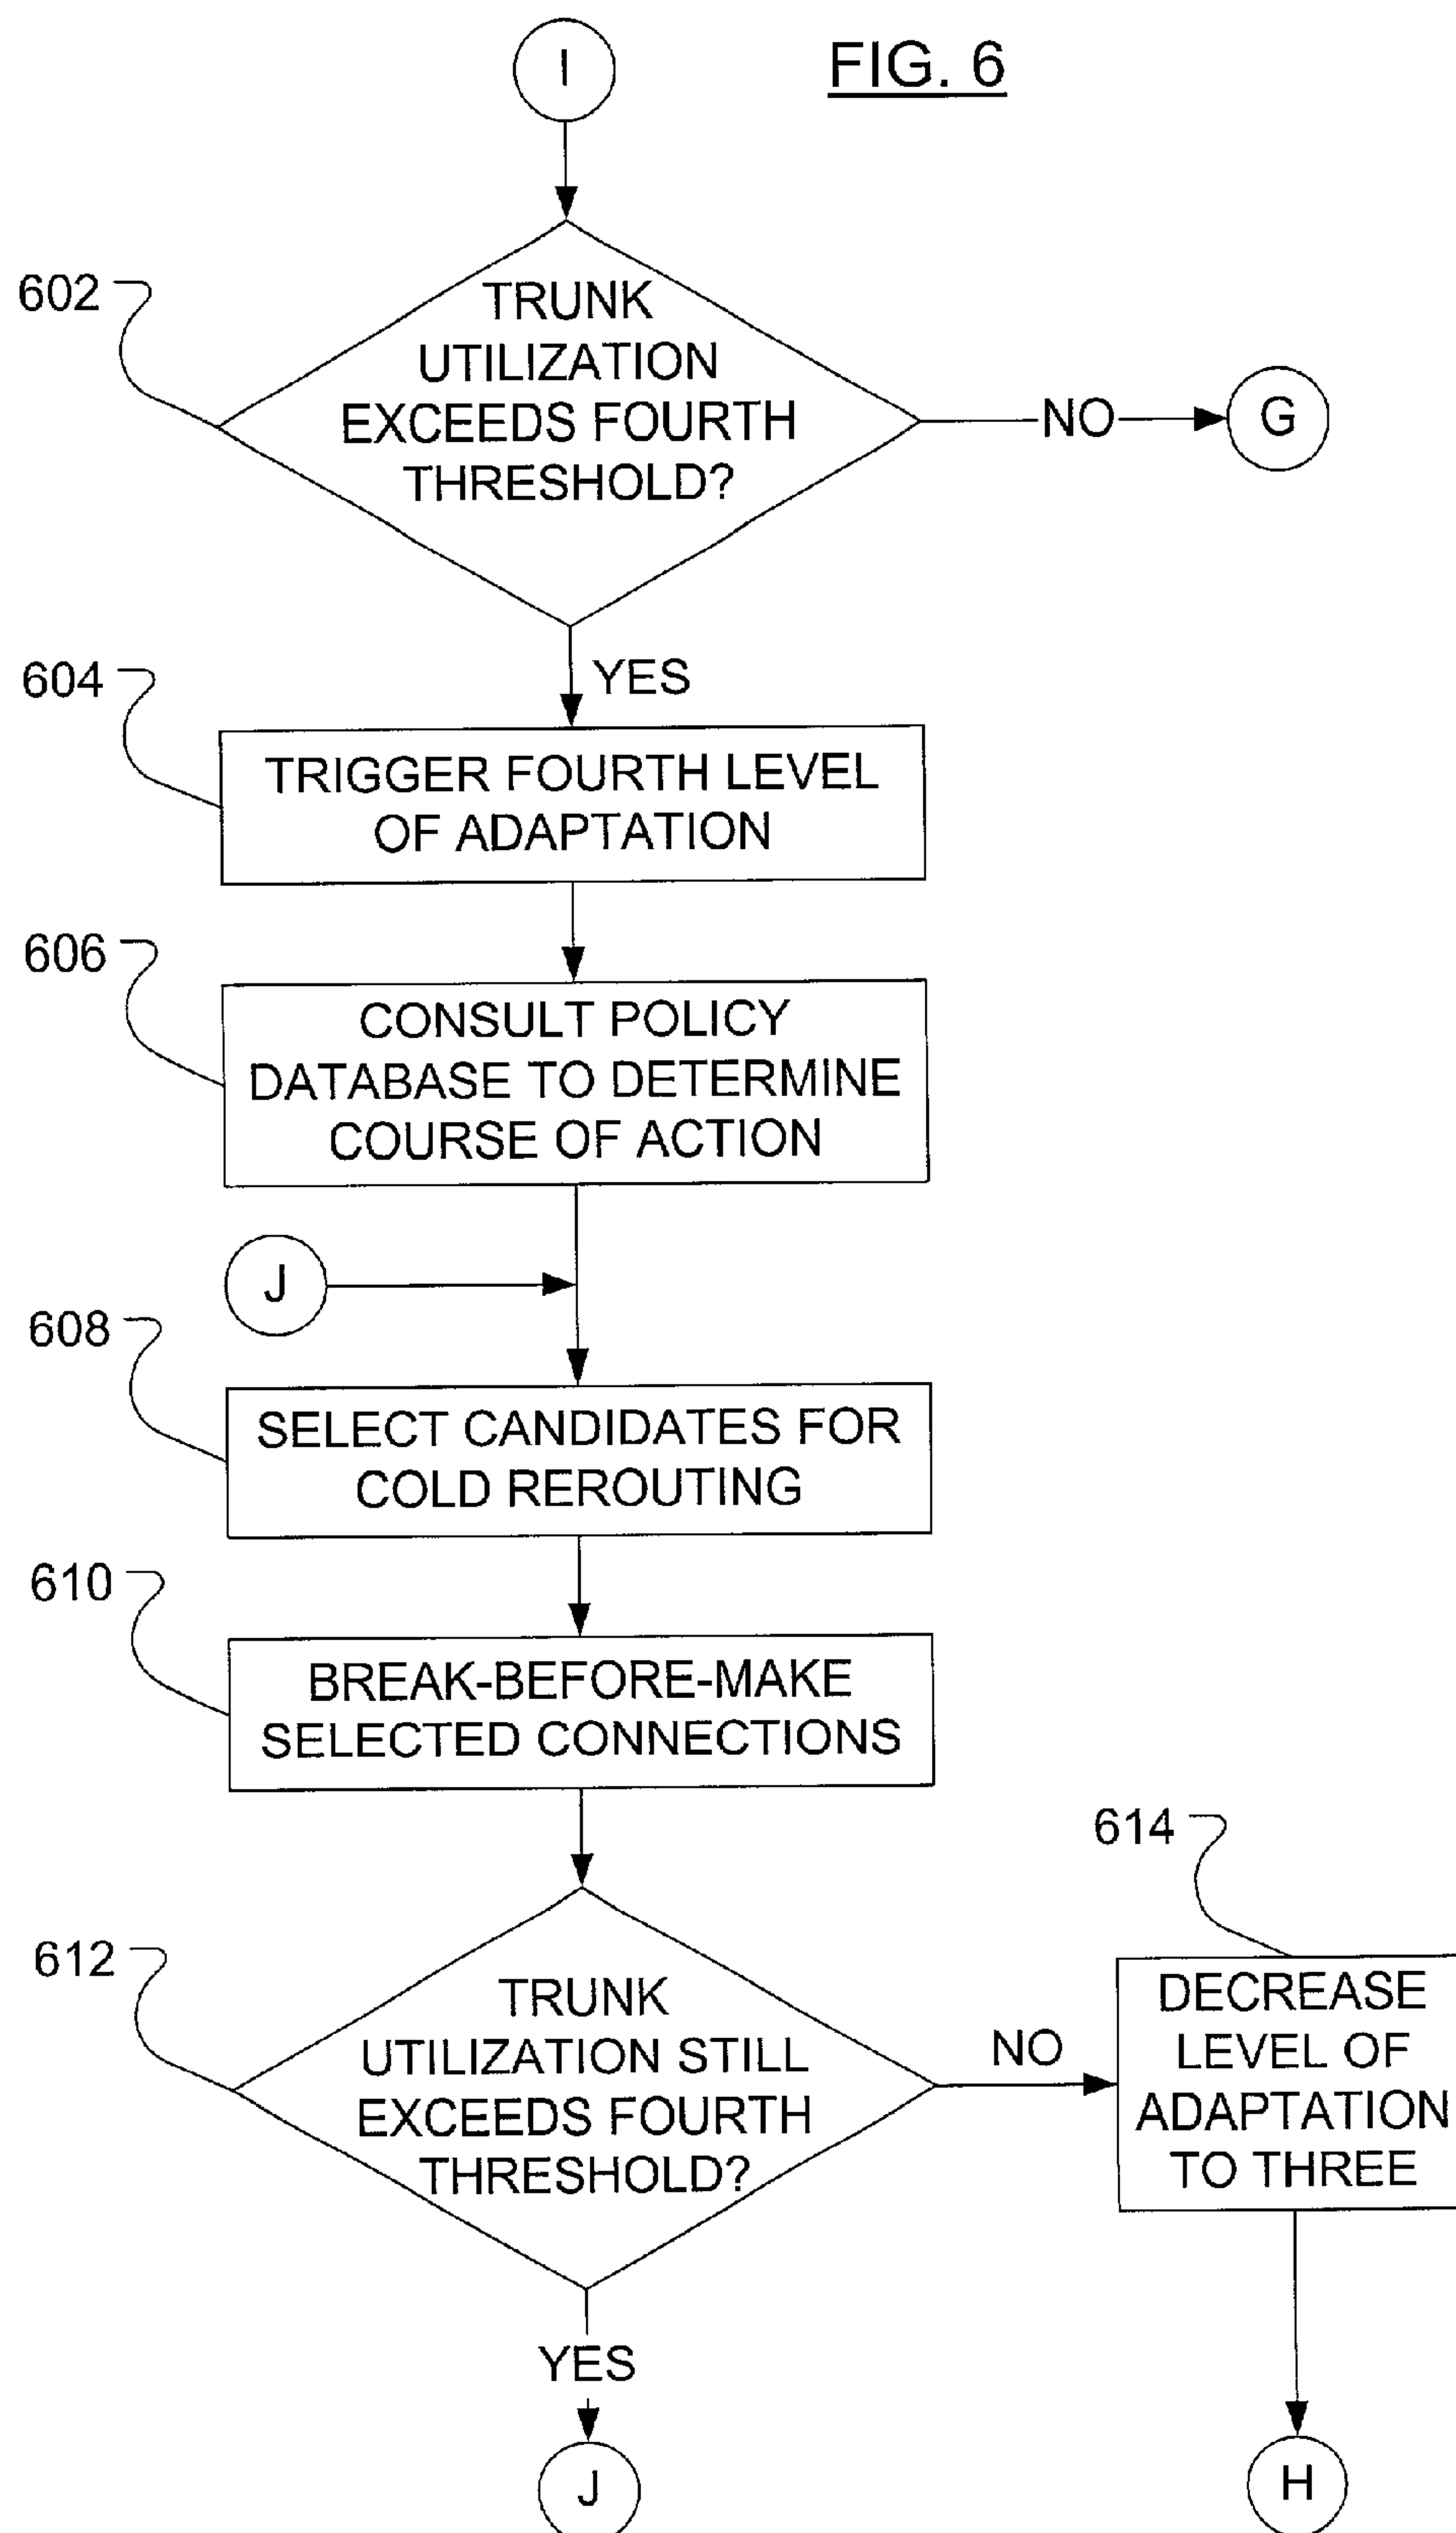 I
FIG. 6
602
TRUNK
UTILIZATION
EXCEEDS FOURTH
THRESHOLD?
NO
G
YES
604
TRIGGER FOURTH LEVEL
OF ADAPTATION
606
CONSULT POLICY
DATABASE TO DETERMINE
COURSE OF ACTION
J
608
SELECT CANDIDATES FOR
COLD REROUTING
610
BREAK-BEFORE-MAKE
SELECTED CONNECTIONS
612
TRUNK
UTILIZATION STILL
EXCEEDS FOURTH
THRESHOLD?
NO
614
DECREASE
LEVEL OF
ADAPTATION
TO THREE
YES
J
H